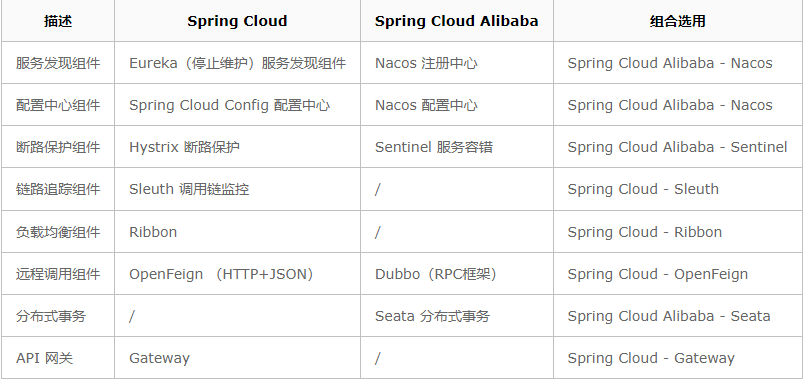 描述 Spring Cloud Spring Cloud Alibaba 组合选用
服务发现组件 Eureka（停止维护）服务发现组件 Nacos 注册中心 Spring Cloud Alibaba - Nacos
配置中心组件 Spring Cloud Config 配置中心 Nacos 配置中心 Spring Cloud Alibaba - Nacos
断路保护组件 Hystrix 断路保护 Sentinel 服务容错 Spring Cloud Alibaba - Sentinel
链路追踪组件 Sleuth 调用链监控 / Spring Cloud - Sleuth
负载均衡组件 Ribbon / Spring Cloud - Ribbon
远程调用组件 OpenFeign （HTTP+JSON） Dubbo（RPC框架） Spring Cloud - OpenFeign
分布式事务 / Seata 分布式事务 Spring Cloud Alibaba - Seata
API 网关 Gateway / Spring Cloud - Gateway